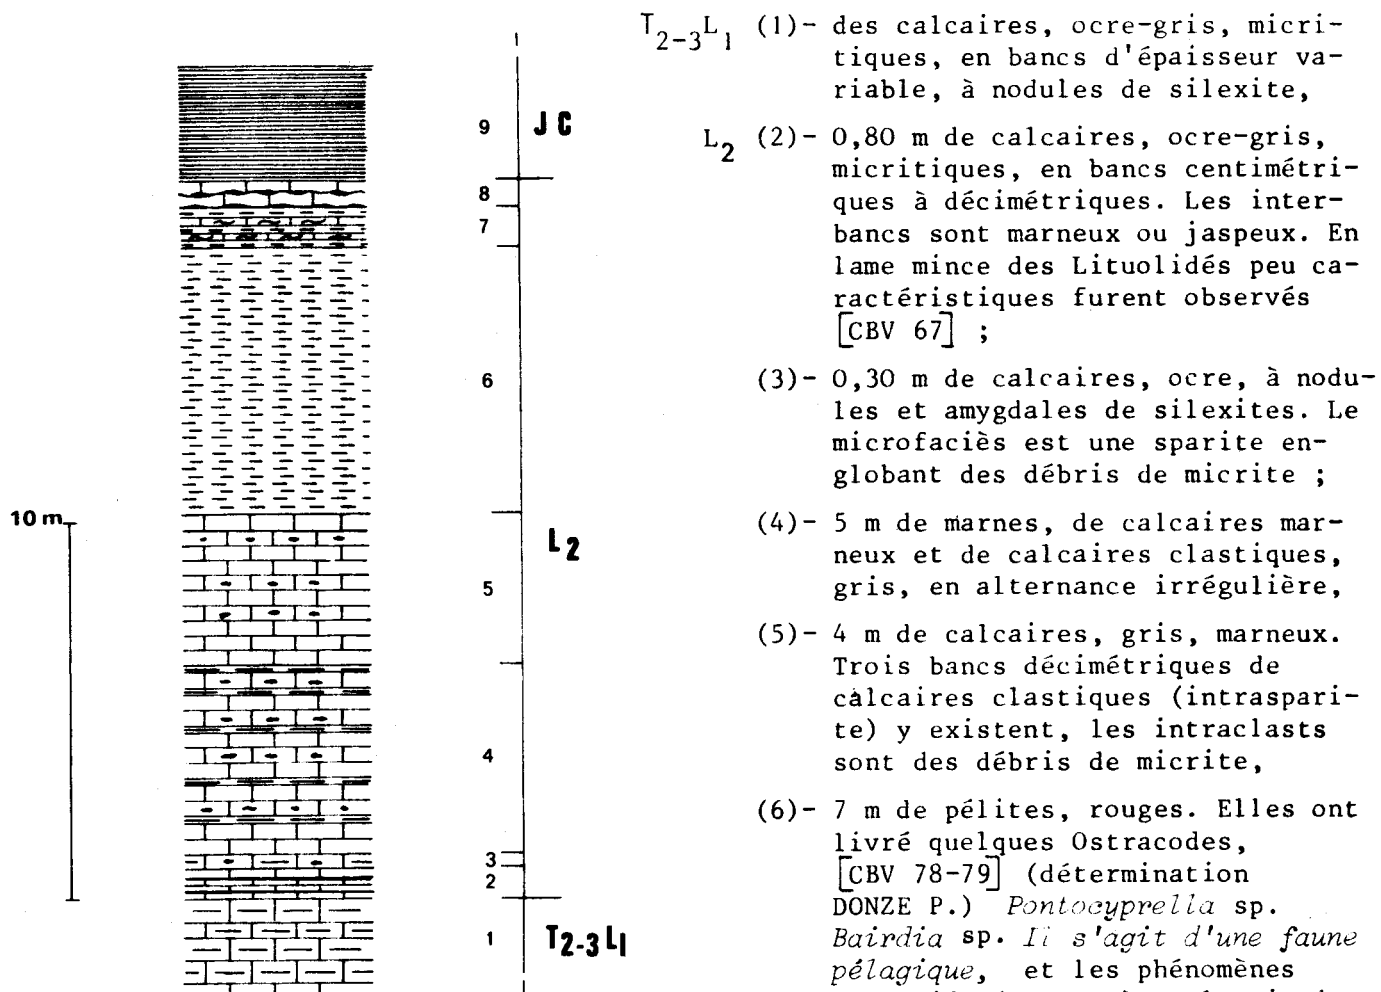 9
J C
8
7
6
10 m
L2
5
4
3
2
1
T2-3L1
T2-3L1 (1)- des calcaires, ocre-gris, micri-
tiques, en bancs d'épaisseur va-
riable, à nodules de silexite,
L2 (2)- 0,80 m de calcaires, ocre-gris,
micritiques, en bancs centimétri-
ques à décimétriques. Les inter-
bancs sont marneux ou jaspeux. En
lame mince des Lituolidés peu ca-
ractéristiques furent observés
[CBV 67] ;
(3)- 0,30 m de calcaires, ocre, à nodu-
les et amygdales de silexites. Le
microfaciès est une sparite en-
globant des débris de micrite ;
(4)- 5 m de marnes, de calcaires mar-
neux et de calcaires clastiques,
gris, en alternance irrégulière,
(5)- 4 m de calcaires, gris, marneux.
Trois bancs décimétriques de
calcaires clastiques (intraspari-
te) y existent, les intraclasts
sont des débris de micrite,
(6)- 7 m de pélites, rouges. Elles ont
livré quelques Ostracodes,
[CBV 78-79] (détermination
DONZE P.) Pontocyprella sp.
Bairdia sp. Il s'agit d'une faune
pélagique, et les phénomènes